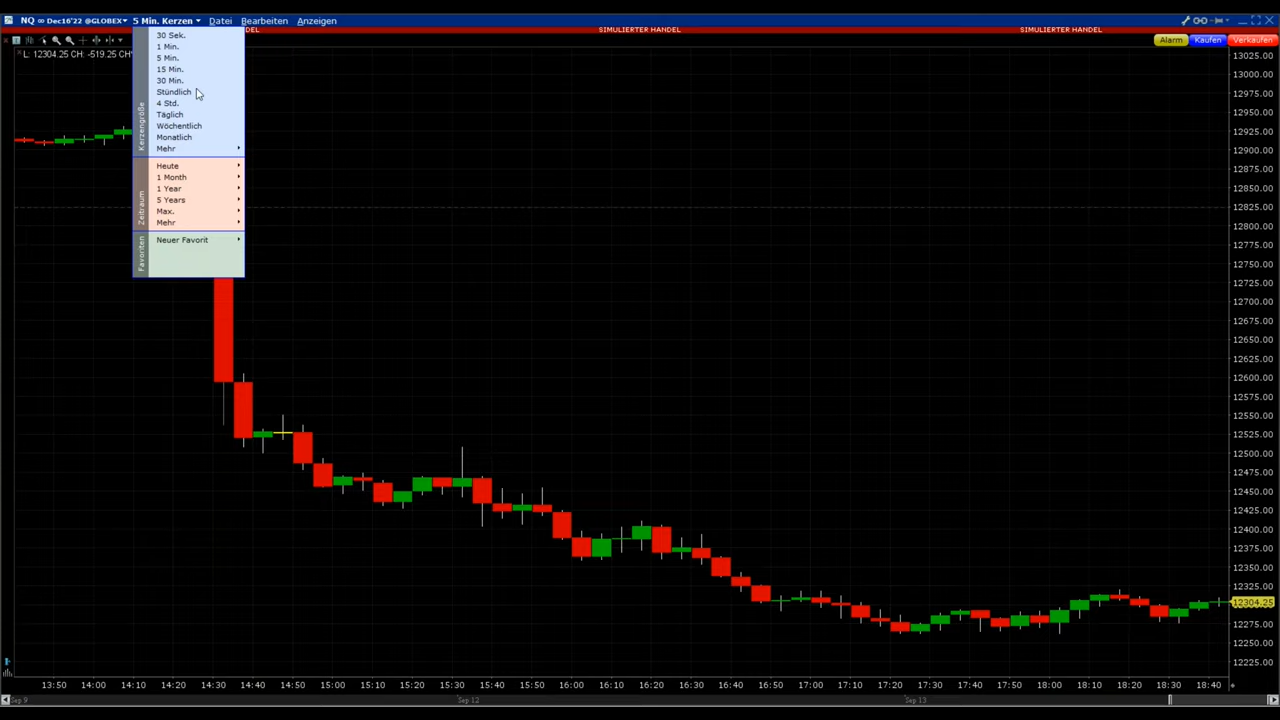 NQ ∞ Dec16'22 @GLOBEX 5 Min. Kerzen Datei Bearbeiten Anzeigen
SIMULIERTER HANDEL SIMULIERTER HANDEL
HANDEL
Alarm Kaufen Verkaufen
L: 12304.25 CH: -519.25
Kerzengröße
30 Sek.
1 Min.
5 Min.
15 Min.
30 Min.
Stündlich
4 Std.
Täglich
Wöchentlich
Monatlich
Mehr
Zeitraum
Heute
1 Month
1 Year
5 Years
Max.
Mehr
Favoriten
Neuer Favorit
13025.00
13000.00
12975.00
12950.00
12925.00
12900.00
12875.00
12850.00
12825.00
12800.00
12775.00
12750.00
12725.00
12700.00
12675.00
12650.00
12625.00
12600.00
12575.00
12550.00
12525.00
12500.00
12475.00
12450.00
12425.00
12400.00
12375.00
12350.00
12325.00
12304.25
12275.00
12250.00
12225.00
13:50 14:00 14:10 14:20 14:30 14:40 14:50 15:10 15:20 15:30 15:40 15:50 16:00 16:10 16:20 16:30 16:40 16:50 17:00 17:10 17:20 17:30 17:40 17:50 18:00 18:10 18:20 18:30 18:40
Sep 9 Sep 12 Sep 13